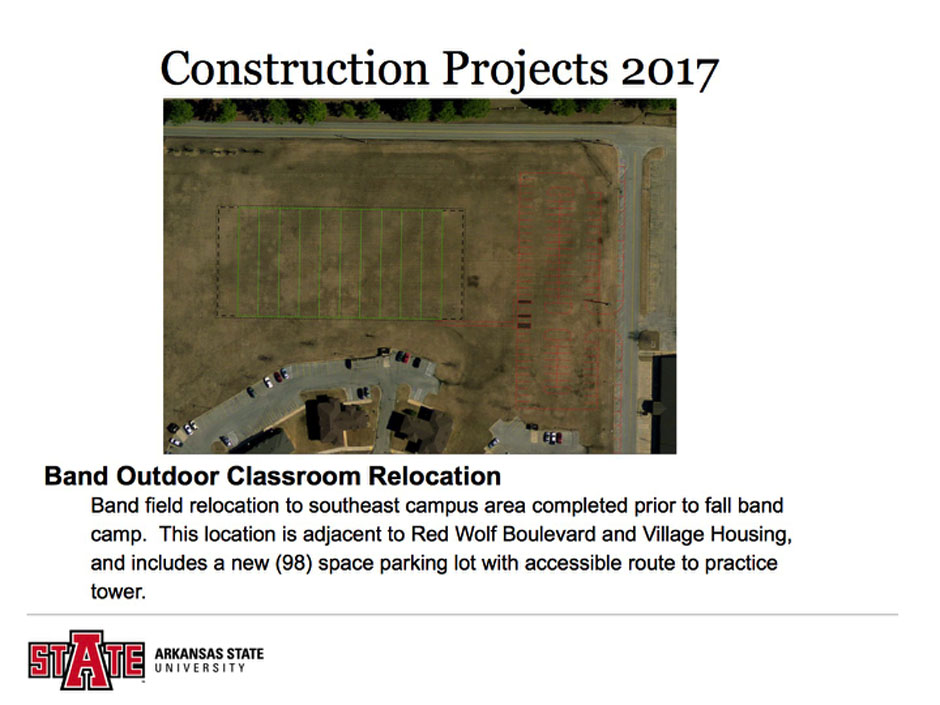 Construction Projects 2017
Band Outdoor Classroom Relocation
Band field relocation to southeast campus area completed prior to fall band
camp. This location is adjacent to Red Wolf Boulevard and Village Housing,
and includes a new (98) space parking lot with accessible route to practice
tower.
STATE
ARKANSAS STATE
UNIVERSITY